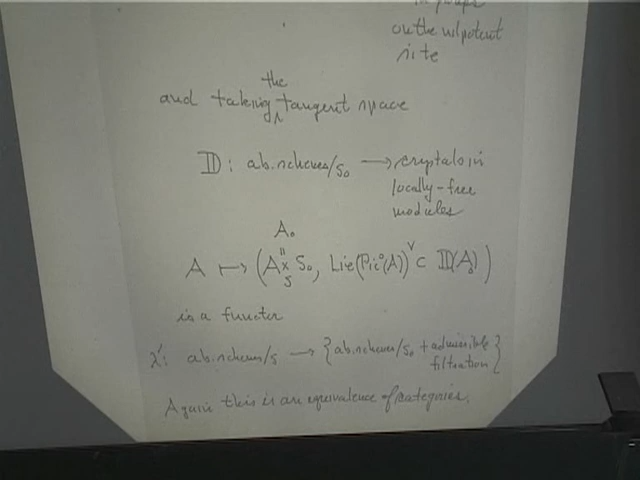 on the nilpotent
site
the
and taking tangent space
𝔻: ab.schemes/S₀ → crystals in
locally-free
modules
A₀
"
A ↦ (A × S₀, Lie(Pic⁰(A))ᵛ ⊂ 𝔻(A₀))
S
is a functor
ab.schemes/S → {ab.schemes/S₀ + admissible
filtration}
Again this is an equivalence of categories.